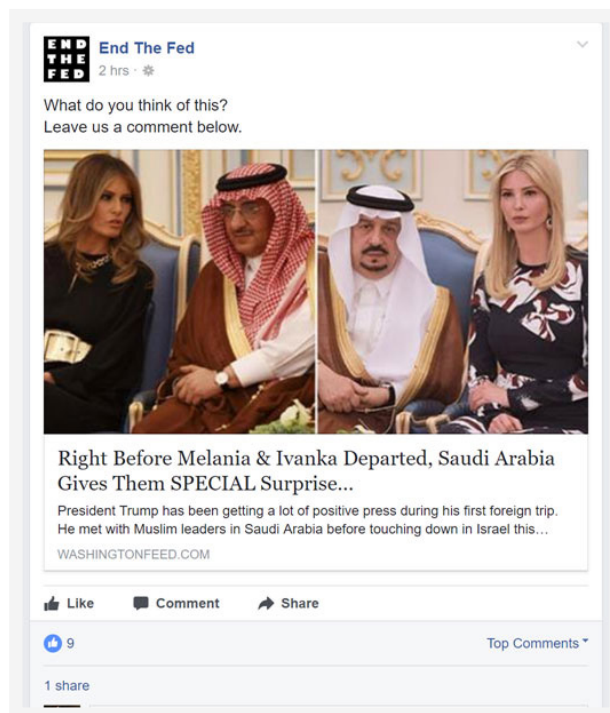 END
THE
FED
End The Fed
2 hrs ·
What do you think of this?
Leave us a comment below.
Right Before Melania & Ivanka Departed, Saudi Arabia
Gives Them SPECIAL Surprise...
President Trump has been getting a lot of positive press during his first foreign trip.
He met with Muslim leaders in Saudi Arabia before touching down in Israel this…
WASHINGTONFEED.COM
Like Comment Share
9 Top Comments
1 share